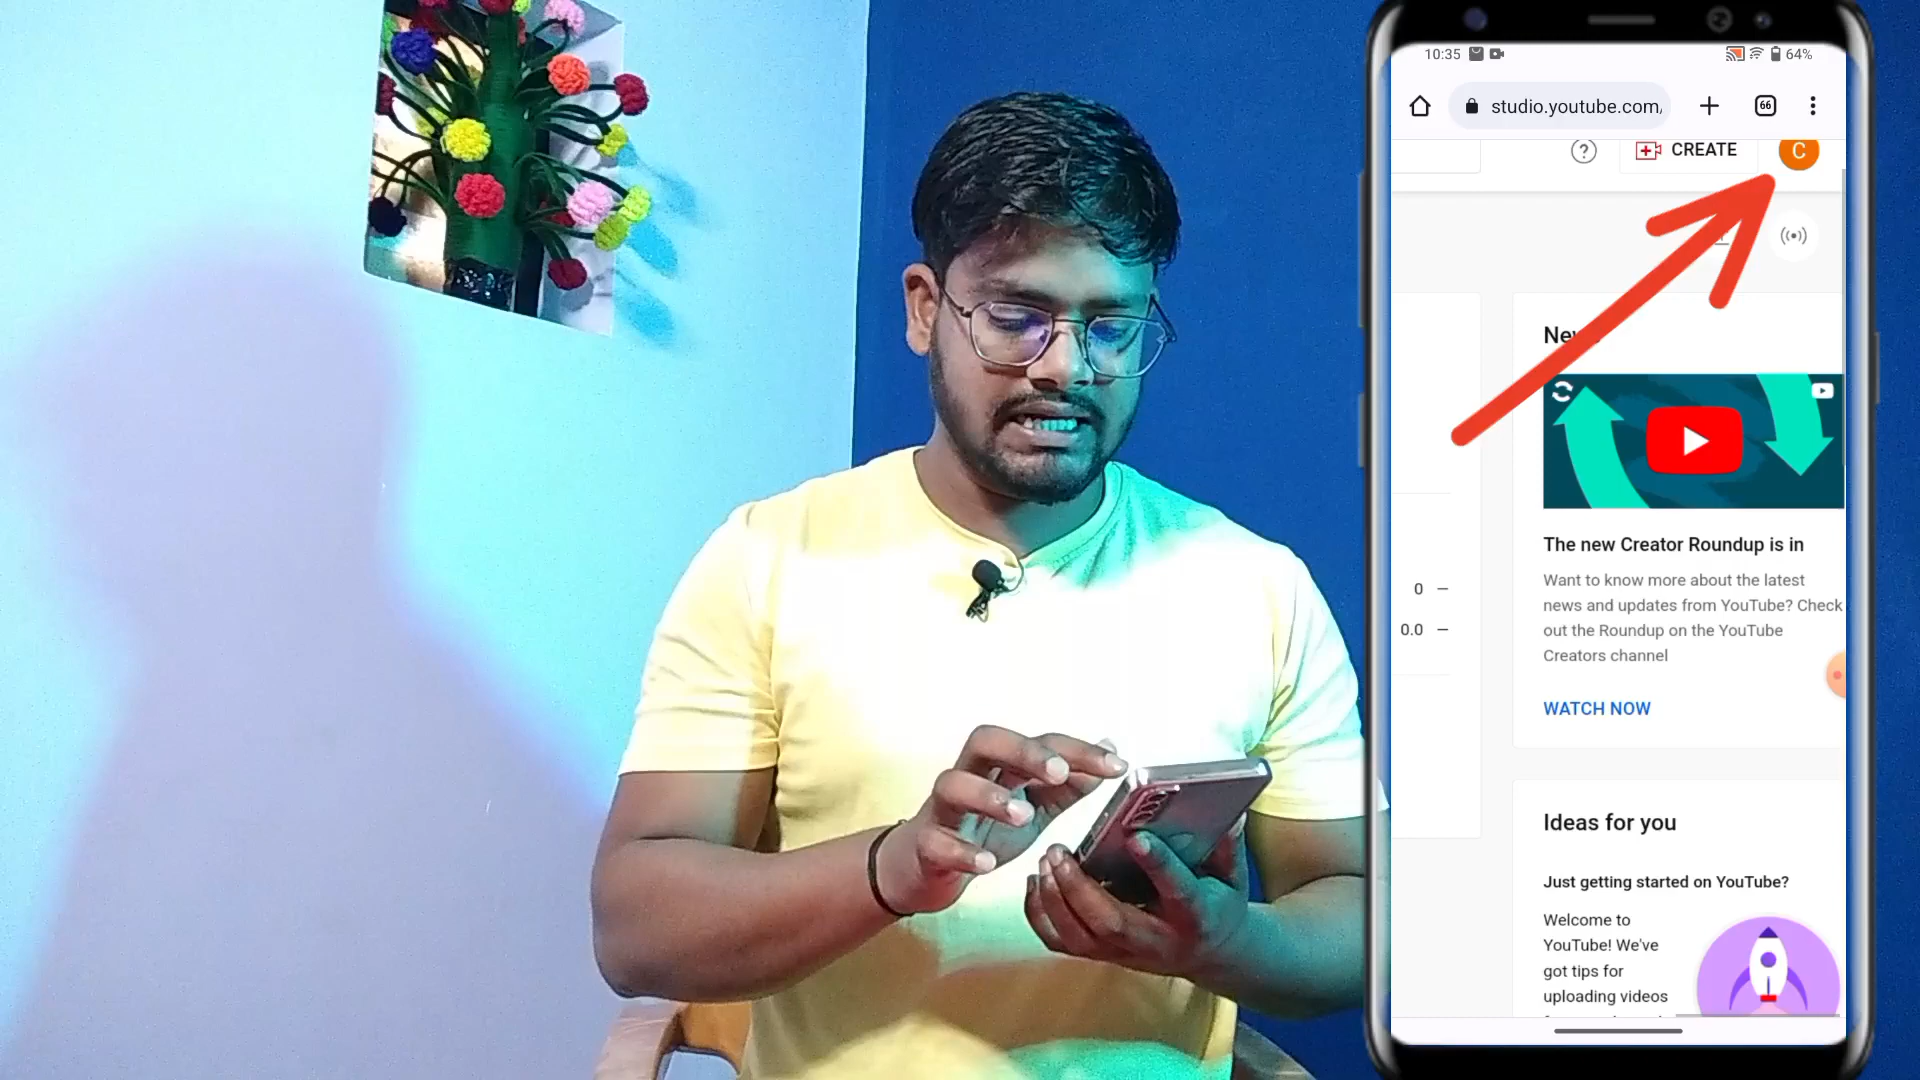 10:35
64%
studio.youtube.com/
66
CREATE
C
The new Creator Roundup is in
Want to know more about the latest
news and updates from YouTube? Check
out the Roundup on the YouTube
Creators channel
WATCH NOW
0 –
0.0 –
Ideas for you
Just getting started on YouTube?
Welcome to
YouTube! We've
got tips for
uploading videos